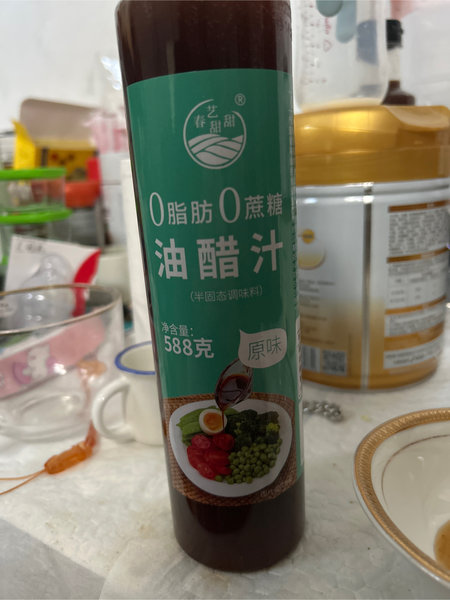 春艺甜甜®
0脂肪0蔗糖
油醋汁
(半固态调味料)
净含量:
588克
原味